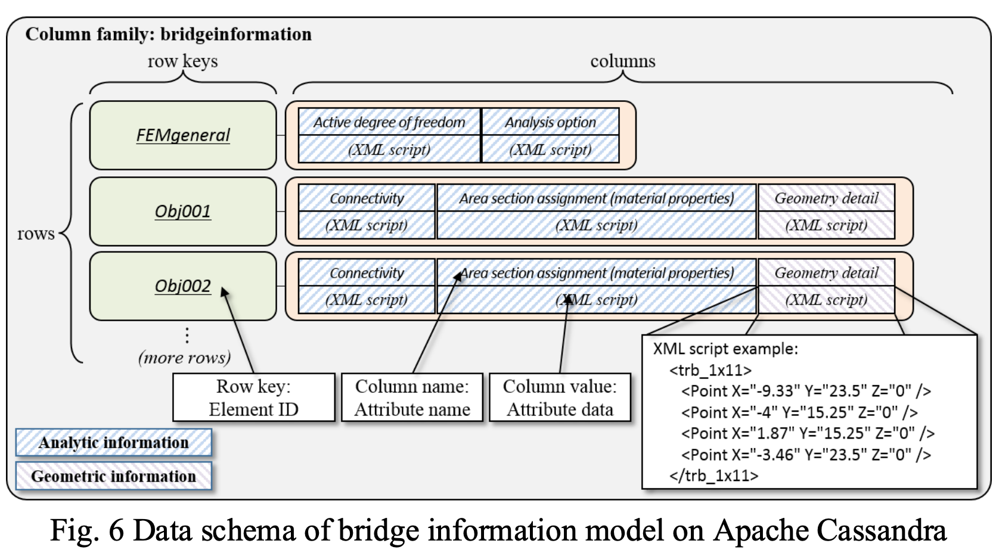 Column family: bridgeinformation
row keys
columns
rows
FEMgeneral
Active degree of freedom
Analysis option
(XML script)
(XML script)
Obj001
Connectivity
Area section assignment (material properties)
Geometry detail
(XML script)
(XML script)
(XML script)
Obj002
Connectivity
Area section assignment (material properties)
Geometry detail
(XML script)
(XML script)
(XML script)
⋮
(more rows)
Row key:
Element ID
Column name:
Attribute name
Column value:
Attribute data
XML script example:
<trb_1x11>
<Point X="-9.33" Y="23.5" Z="0" />
<Point X="-4" Y="15.25" Z="0" />
<Point X="1.87" Y="15.25" Z="0" />
<Point X="-3.46" Y="23.5" Z="0" />
</trb_1x11>
Analytic information
Geometric information
Fig. 6 Data schema of bridge information model on Apache Cassandra